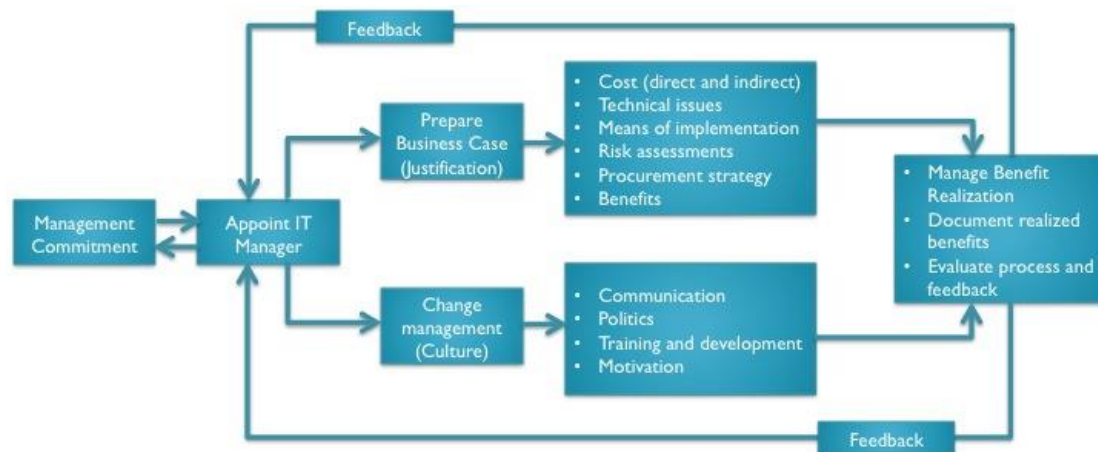 Feedback
Management
Commitment
Appoint IT
Manager
Prepare
Business Case
(Justification)
• Cost (direct and indirect)
• Technical issues
• Means of implementation
• Risk assessments
• Procurement strategy
• Benefits
Change
management
(Culture)
• Communication
• Politics
• Training and development
• Motivation
• Manage Benefit
Realization
• Document realized
benefits
• Evaluate process and
feedback
Feedback